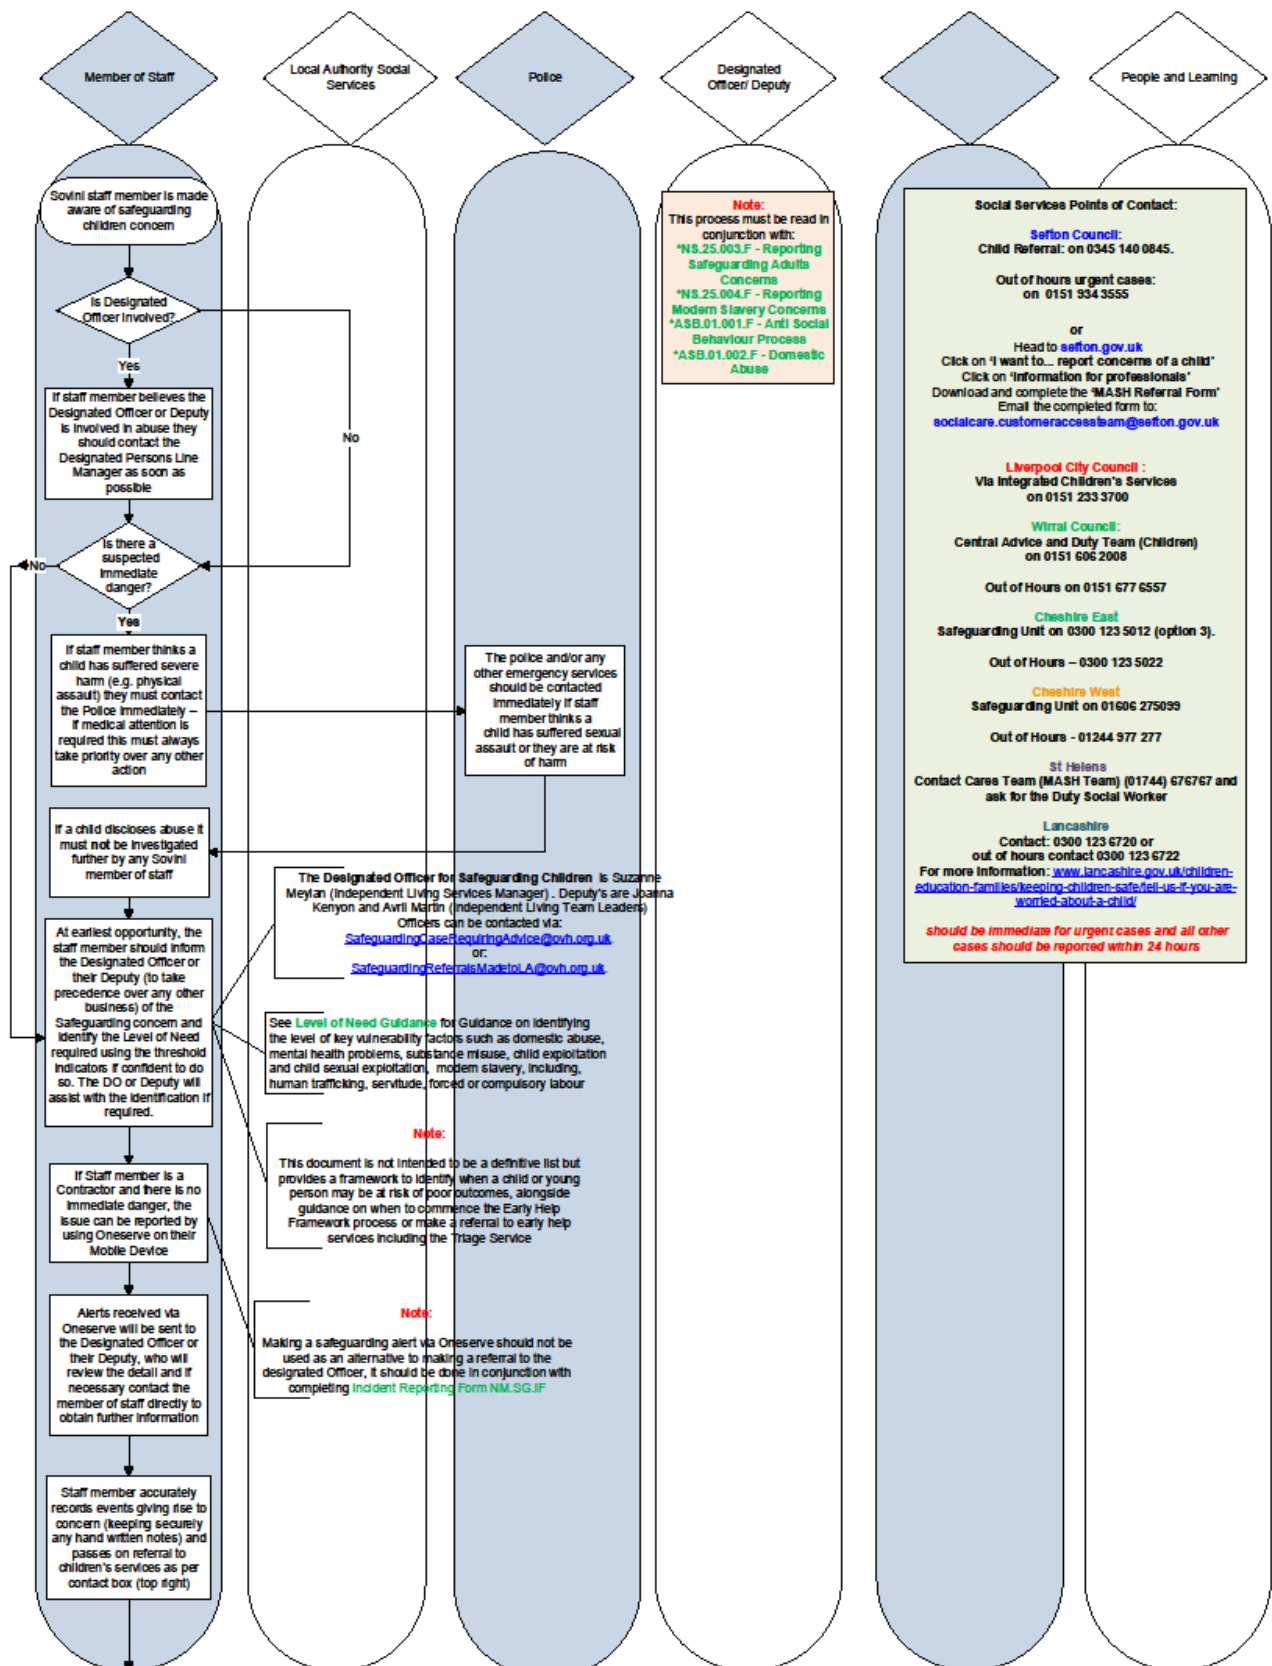 Member of Staff
Local Authority Social
Services
Police
Designated
Officer/ Deputy
People and Learning
Sovini staff member is made
aware of safeguarding
children concern
Is Designated
Officer Involved?
Yes
No
If staff member believes the
Designated Officer or Deputy
is involved in abuse they
should contact the
Designated Persons Line
Manager as soon as
possible
Is there a
suspected
immediate
danger?
No
Yes
If staff member thinks a
child has suffered severe
harm (e.g. physical
assault) they must contact
the Police immediately –
if medical attention is
required this must always
take priority over any other
action
The police and/or any
other emergency services
should be contacted
immediately if staff
member thinks a
child has suffered sexual
assault or they are at risk
of harm
If a child discloses abuse it
must not be investigated
further by any Sovini
member of staff
At earliest opportunity, the
staff member should inform
the Designated Officer or
their Deputy (to take
precedence over any other
business) of the
Safeguarding concern and
identify the Level of Need
required using the threshold
indicators if confident to do
so. The DO or Deputy will
assist with the identification if
required.
The Designated Officer for Safeguarding Children is Suzanne
Meylan (Independent Living Services Manager) . Deputy's are Joanna
Kenyon and Avril Martin (Independent Living Team Leaders)
Officers can be contacted via:
SafeguardingCaseRequiringAdvice@ovh.org.uk.
or:
SafeguardingReferralsMadetoLA@ovh.org.uk.
See Level of Need Guidance for Guidance on identifying
the level of key vulnerability factors such as domestic abuse,
mental health problems, substance misuse, child exploitation
and child sexual exploitation, modern slavery, including,
human trafficking, servitude, forced or compulsory labour
Note:
This document is not intended to be a definitive list but
provides a framework to identify when a child or young
person may be at risk of poor outcomes, alongside
guidance on when to commence the Early Help
Framework process or make a referral to early help
services including the Triage Service
If Staff member is a
Contractor and there is no
immediate danger, the
issue can be reported by
using Oneserve on their
Mobile Device
Note:
Making a safeguarding alert via Oneserve should not be
used as an alternative to making a referral to the
designated Officer, it should be done in conjunction with
completing Incident Reporting Form NM.SG.IF
Alerts received via
Oneserve will be sent to
the Designated Officer or
their Deputy, who will
review the detail and if
necessary contact the
member of staff directly to
obtain further information
Staff member accurately
records events giving rise to
concern (keeping securely
any hand written notes) and
passes on referral to
children's services as per
contact box (top right)
Note:
This process must be read in
conjunction with:
*NS.25.003.F - Reporting
Safeguarding Adults
Concerns
*NS.25.004.F - Reporting
Modern Slavery Concerns
*ASB.01.001.F - Anti Social
Behaviour Process
*ASB.01.002.F - Domestic
Abuse
Social Services Points of Contact:
Sefton Council:
Child Referral: on 0345 140 0845.
Out of hours urgent cases:
on 0151 934 3555
or
Head to sefton.gov.uk
Click on 'I want to... report concerns of a child'
Click on 'Information for professionals'
Download and complete the 'MASH Referral Form'
Email the completed form to:
socialcare.customeraccessteam@sefton.gov.uk
Liverpool City Council :
Via Integrated Children's Services
on 0151 233 3700
Wirral Council:
Central Advice and Duty Team (Children)
on 0151 606 2008
Out of Hours on 0151 677 6557
Cheshire East
Safeguarding Unit on 0300 123 5012 (option 3).
Out of Hours – 0300 123 5022
Cheshire West
Safeguarding Unit on 01606 275099
Out of Hours - 01244 977 277
St Helens
Contact Cares Team (MASH Team) (01744) 676767 and
ask for the Duty Social Worker
Lancashire
Contact: 0300 123 6720 or
out of hours contact 0300 123 6722
For more Information: www.lancashire.gov.uk/children-
education-families/keeping-children-safe/tell-us-if-you-are-
worried-about-a-child/
should be immediate for urgent cases and all other
cases should be reported within 24 hours